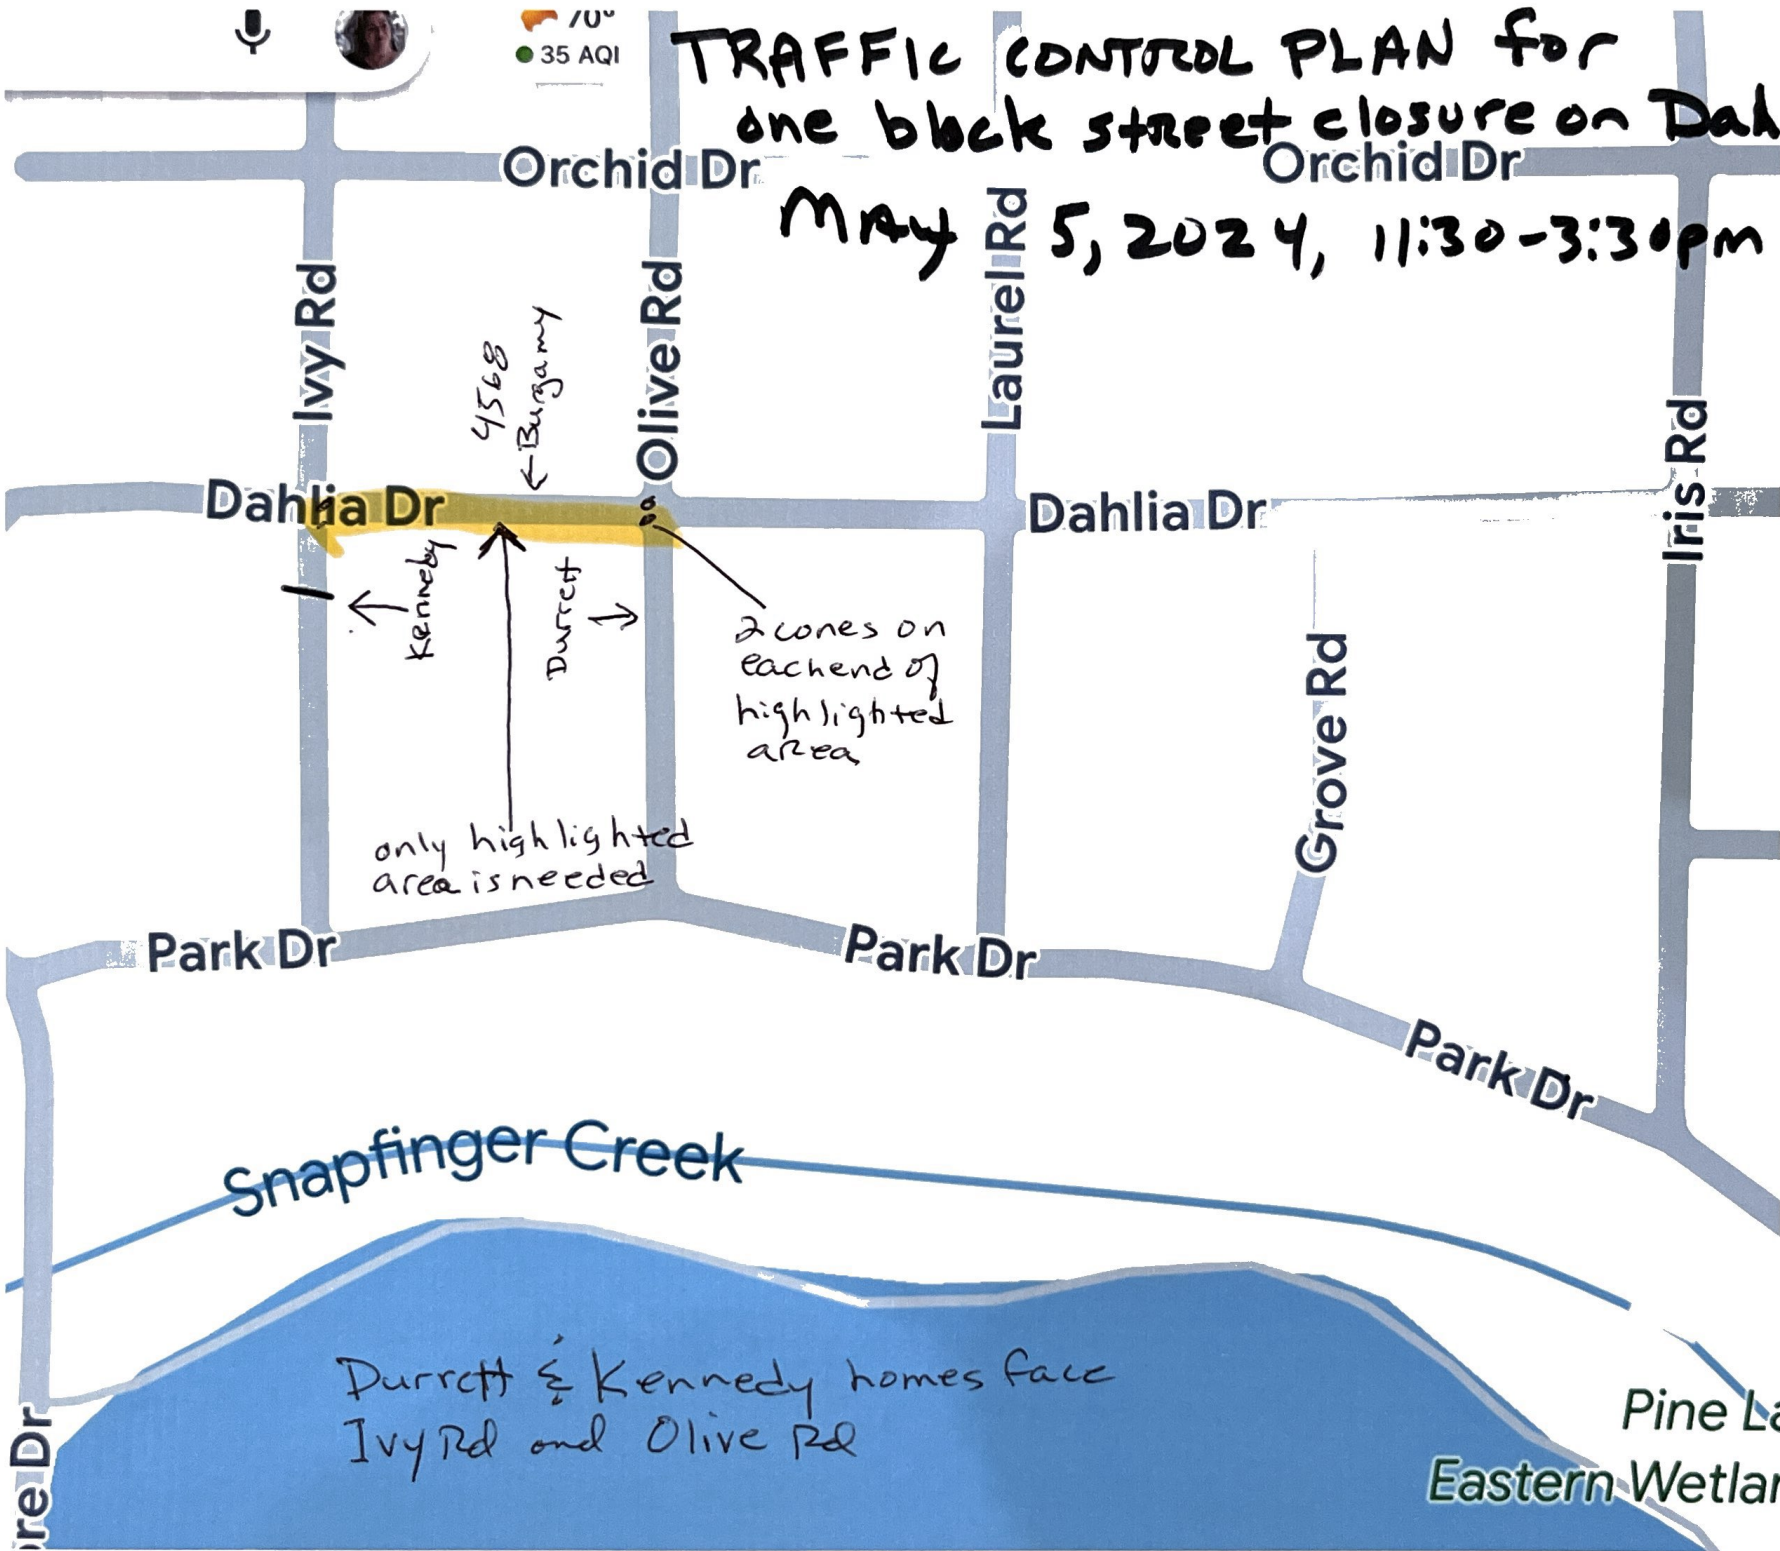 70°
35 AQI
TRAFFIC CONTROL PLAN for
one block street closure on Dah
Orchid Dr
Orchid Dr
MAY 5, 2024, 11:30-3:30pm
Ivy Rd
Olive Rd
Laurel Rd
Iris Rd
4568
←Burgamy
Dahlia Dr
Dahlia Dr
Kennedy
Durrett
2 cones on
each end of
highlighted
area
Grove Rd
only highlighted
area is needed
Park Dr
Park Dr
Park Dr
Snapfinger Creek
Durrett & Kennedy homes face
Ivy Rd and Olive Rd
Pine La
Eastern Wetlan
ore Dr